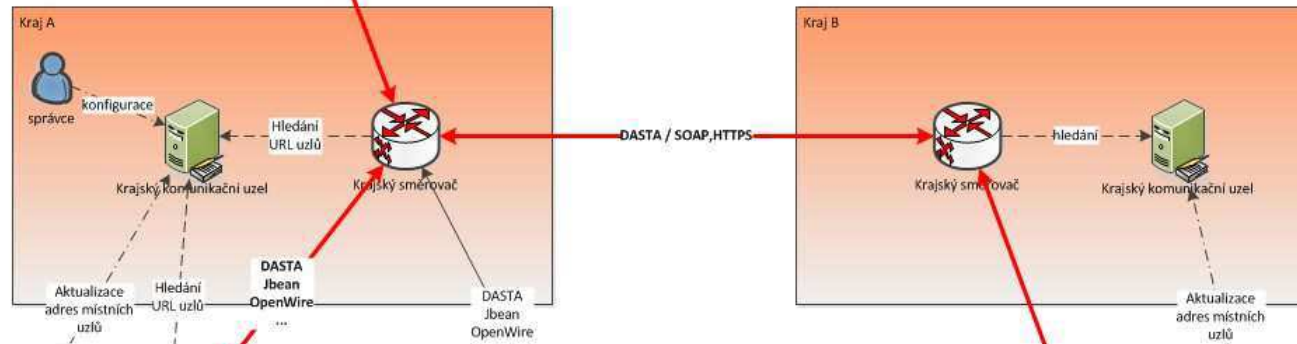 Kraj A
Kraj B
správce
konfigurace
Hledání
URL uzlů
DASTA / SOAP,HTTPS
hledání
Krajský komunikační uzel
Krajský směrovač
Krajský směrovač
Krajský komunikační uzel
Aktualizace
adres místních
uzlů
Hledání
URL uzlů
DASTA
Jbean
OpenWire
...
DASTA
Jbean
OpenWire
Aktualizace
adres místních
uzlů